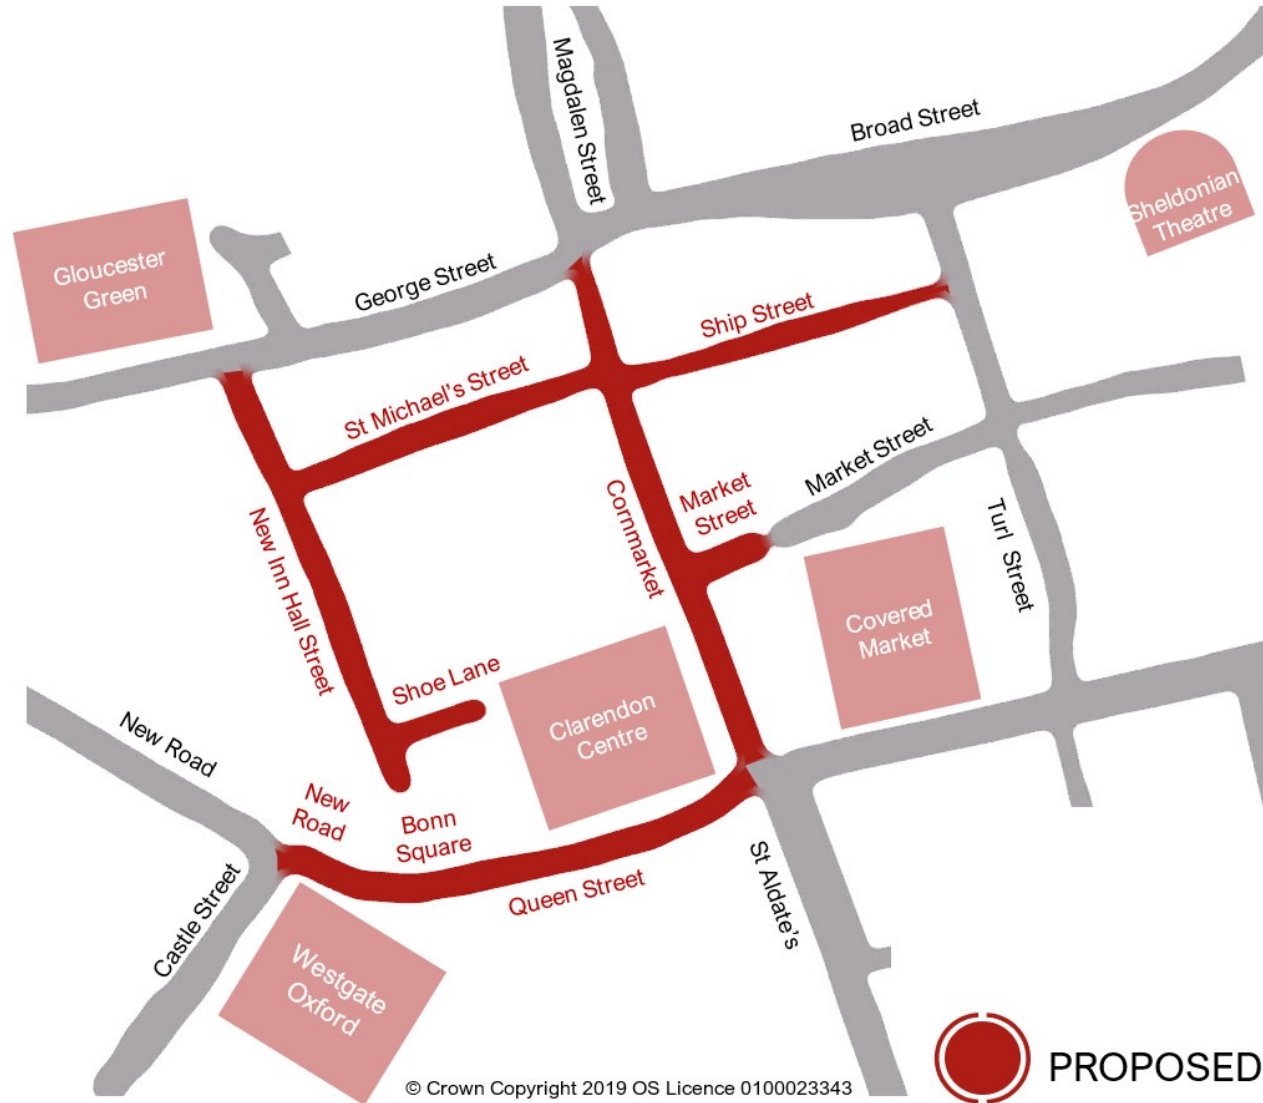 Magdalen Street
Broad Street
Sheldonian
Theatre
Gloucester
Green
George Street
Ship Street
St Michael's Street
Market Street
Market
Street
Cornmarket
New Inn Hall Street
Turl Street
Covered
Market
Shoe Lane
Clarendon
Centre
New Road
New
Road
Bonn
Square
Queen Street
St Aldate's
Castle Street
Westgate
Oxford
PROPOSED
© Crown Copyright 2019 OS Licence 0100023343